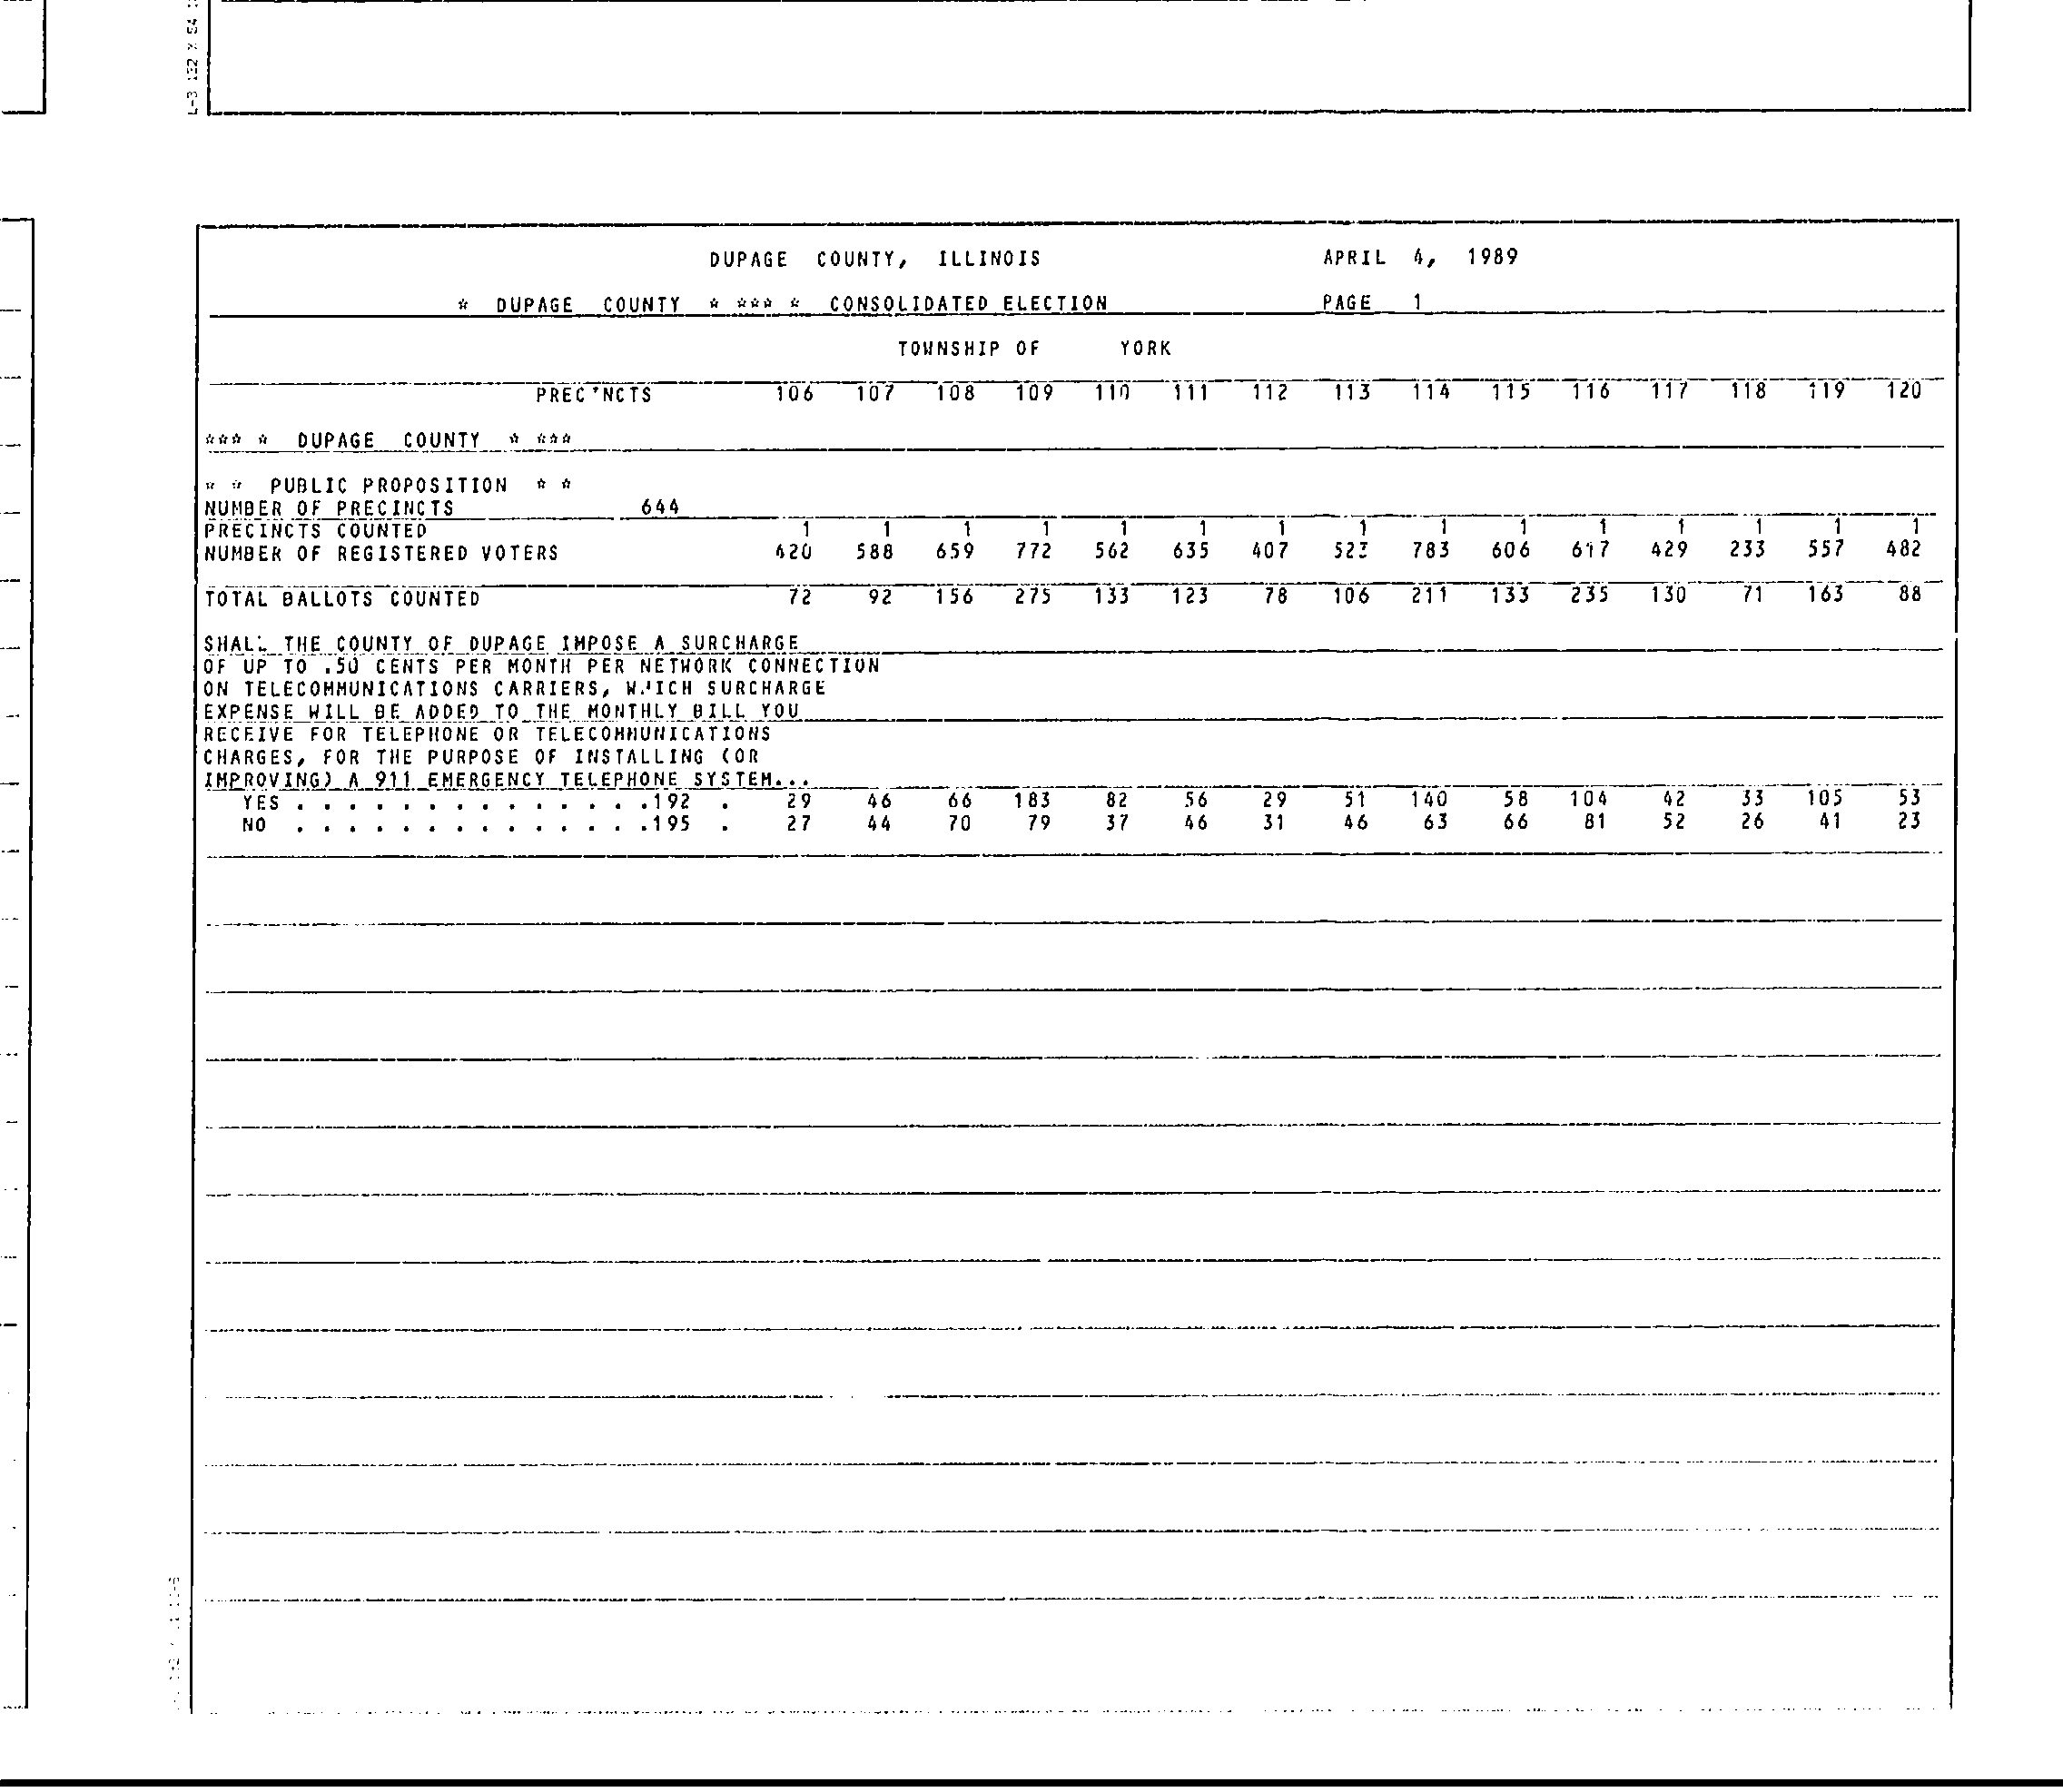 L-3 132 X 64
DUPAGE COUNTY, ILLINOIS APRIL 4, 1989
* DUPAGE COUNTY * *** * CONSOLIDATED ELECTION PAGE 1
TOWNSHIP OF YORK
PREC'NCTS 106 107 108 109 110 111 112 113 114 115 116 117 118 119 120
*** * DUPAGE COUNTY * ***
* * PUBLIC PROPOSITION * *
NUMBER OF PRECINCTS 644
PRECINCTS COUNTED 1 1 1 1 1 1 1 1 1 1 1 1 1 1 1
NUMBER OF REGISTERED VOTERS 420 588 659 772 562 635 407 523 783 606 617 429 233 557 482
TOTAL BALLOTS COUNTED 72 92 156 275 133 123 78 106 211 133 235 130 71 163 88
SHALL THE COUNTY OF DUPAGE IMPOSE A SURCHARGE
OF UP TO .50 CENTS PER MONTH PER NETWORK CONNECTION
ON TELECOMMUNICATIONS CARRIERS, WHICH SURCHARGE
EXPENSE WILL BE ADDED TO THE MONTHLY BILL YOU
RECEIVE FOR TELEPHONE OR TELECOMMUNICATIONS
CHARGES, FOR THE PURPOSE OF INSTALLING (OR
IMPROVING) A 911 EMERGENCY TELEPHONE SYSTEM...
YES . . . . . . . . . . . . . .192 . 29 46 66 183 82 56 29 51 140 58 104 42 33 105 53
NO . . . . . . . . . . . . . .195 . 27 44 70 79 37 46 31 46 63 66 81 52 26 41 23